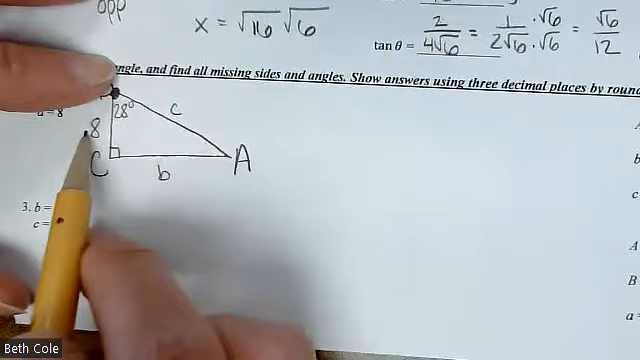 opp
x = √16 √6
tan θ = 2/4√6 = 1/2√6 · √6/√6 = √6/12
angle, and find all missing sides and angles. Show answers using three decimal places by round
a = 8
28°
c
8
C
b
A
3. b =
c =
b
c
A
B
a =
Beth Cole